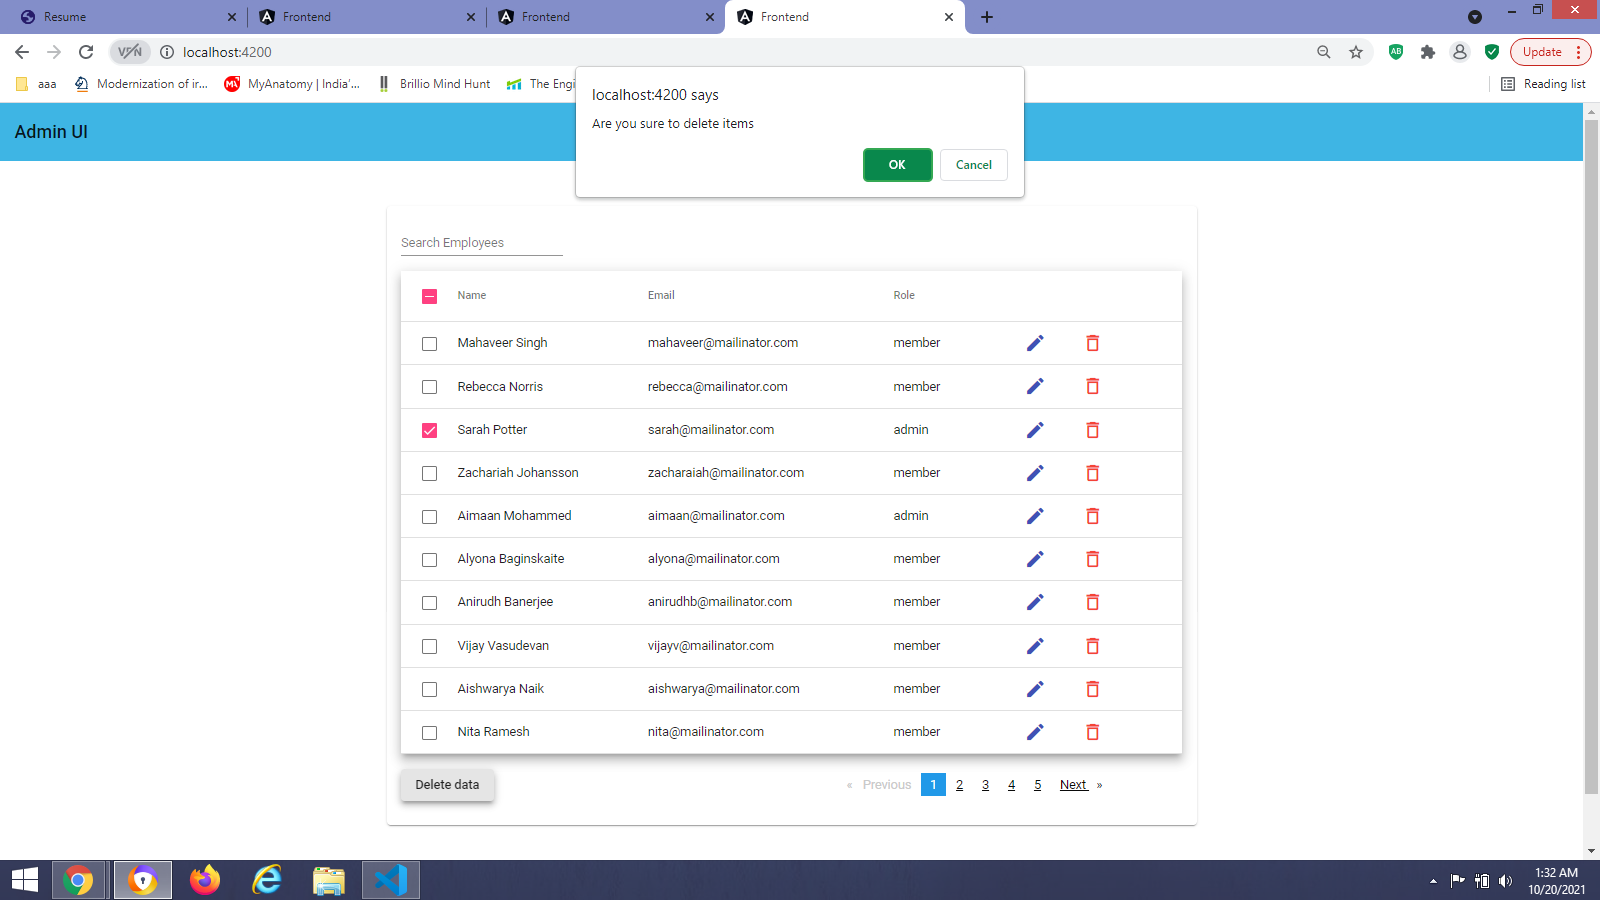 Resume
Frontend
Frontend
Frontend
VPN
localhost:4200
AB
Update
aaa
Modernization of ir...
MyAnatomy | India'...
Brillio Mind Hunt
The Engi
Reading list
localhost:4200 says
Are you sure to delete items
OK
Cancel
Admin UI
Search Employees
Name Email Role
Mahaveer Singh mahaveer@mailinator.com member
Rebecca Norris rebecca@mailinator.com member
Sarah Potter sarah@mailinator.com admin
Zachariah Johansson zacharaiah@mailinator.com member
Aimaan Mohammed aimaan@mailinator.com admin
Alyona Baginskaite alyona@mailinator.com member
Anirudh Banerjee anirudhb@mailinator.com member
Vijay Vasudevan vijayv@mailinator.com member
Aishwarya Naik aishwarya@mailinator.com member
Nita Ramesh nita@mailinator.com member
Delete data
« Previous 1 2 3 4 5 Next »
1:32 AM
10/20/2021